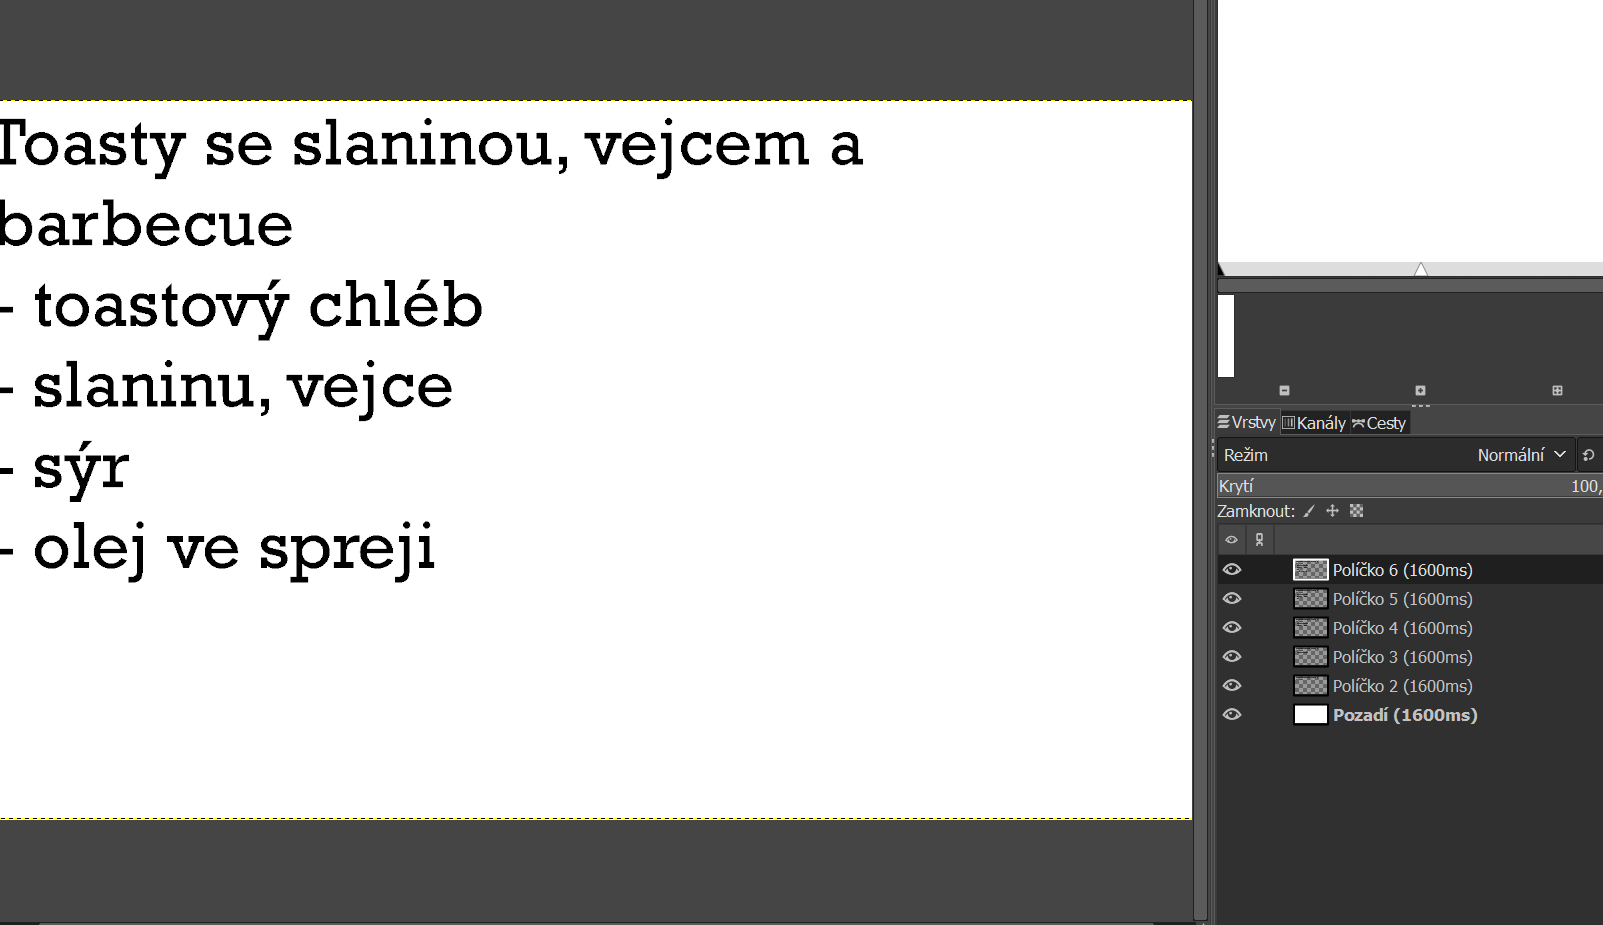 Toasty se slaninou, vejcem a
barbecue
- toastový chléb
- slaninu, vejce
- sýr
- olej ve spreji
Vrstvy Kanály Cesty
Režim Normální
Krytí 100,
Zamknout:
Políčko 6 (1600ms)
Políčko 5 (1600ms)
Políčko 4 (1600ms)
Políčko 3 (1600ms)
Políčko 2 (1600ms)
Pozadí (1600ms)